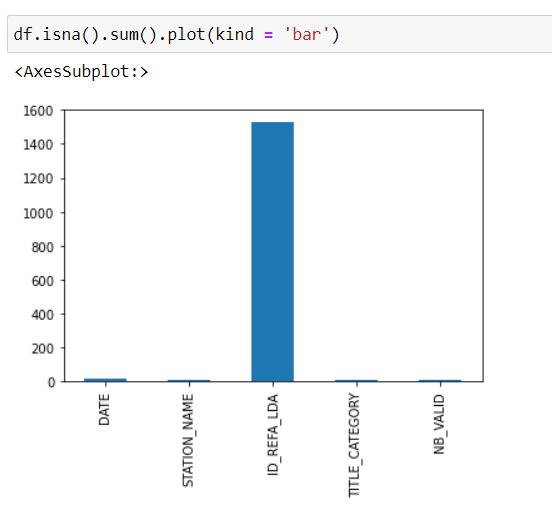 df.isna().sum().plot(kind = 'bar')
<AxesSubplot:>
1600
1400
1200
1000
800
600
400
200
0
DATE
STATION_NAME
ID_REFA_LDA
TITLE_CATEGORY
NB_VALID